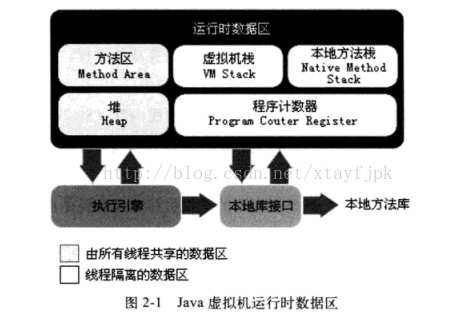 运行时数据区
方法区
Method Area
虚拟机栈
VM Stack
本地方法栈
Native Method
Stack
堆
Heap
程序计数器
Program Couter Register
http://blog.csdn.net/xtayfjpk
执行引擎
本地库接口
本地方法库
由所有线程共享的数据区
线程隔离的数据区
图 2-1 Java 虚拟机运行时数据区